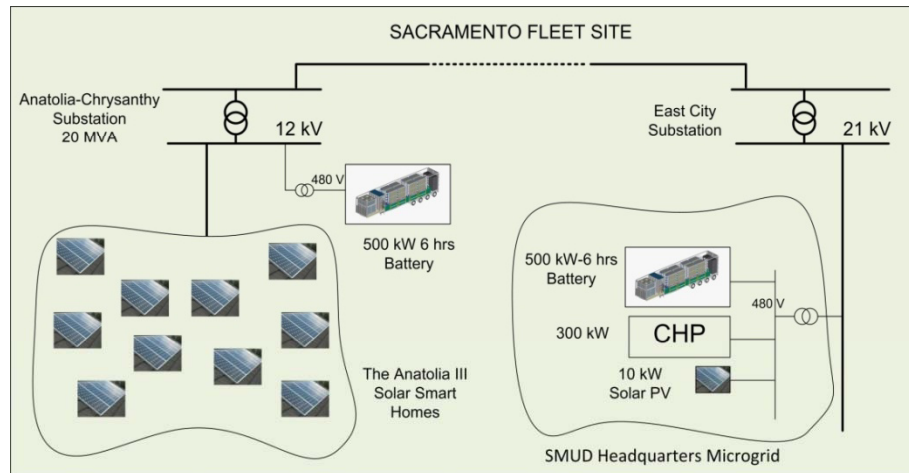 SACRAMENTO FLEET SITE
Anatolia-Chrysanthy
Substation
20 MVA
12 kV
480 V
500 kW 6 hrs
Battery
The Anatolia III
Solar Smart
Homes
East City
Substation
21 kV
500 kW-6 hrs
Battery
480 V
300 kW
CHP
10 kW
Solar PV
SMUD Headquarters Microgrid